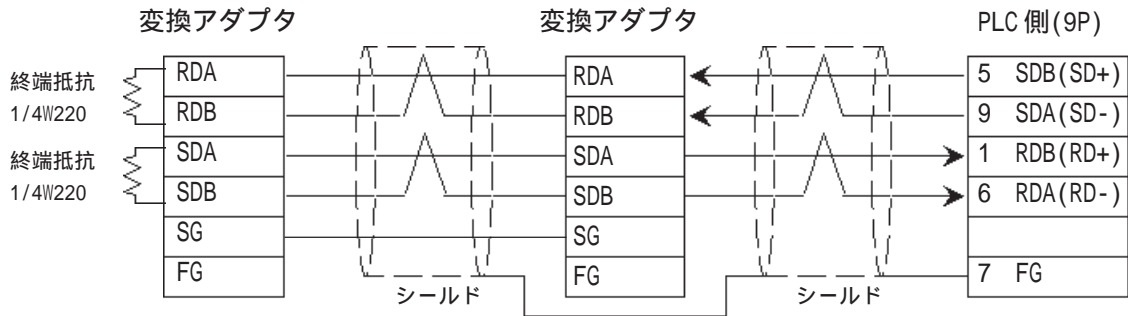 変換アダプタ 変換アダプタ PLC側(9P)
終端抵抗
1/4W220
終端抵抗
1/4W220
RDA
RDB
SDA
SDB
SG
FG
シールド
RDA
RDB
SDA
SDB
SG
FG
シールド
5 SDB(SD+)
9 SDA(SD-)
1 RDB(RD+)
6 RDA(RD-)
7 FG